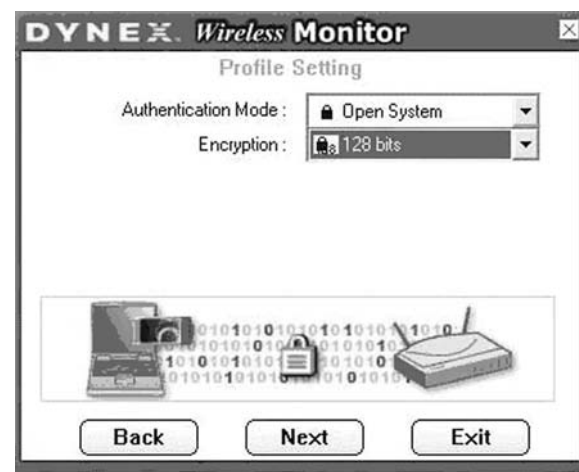 DYNEX Wireless Monitor
Profile Setting
Authentication Mode : Open System
Encryption : 128 bits
Back Next Exit